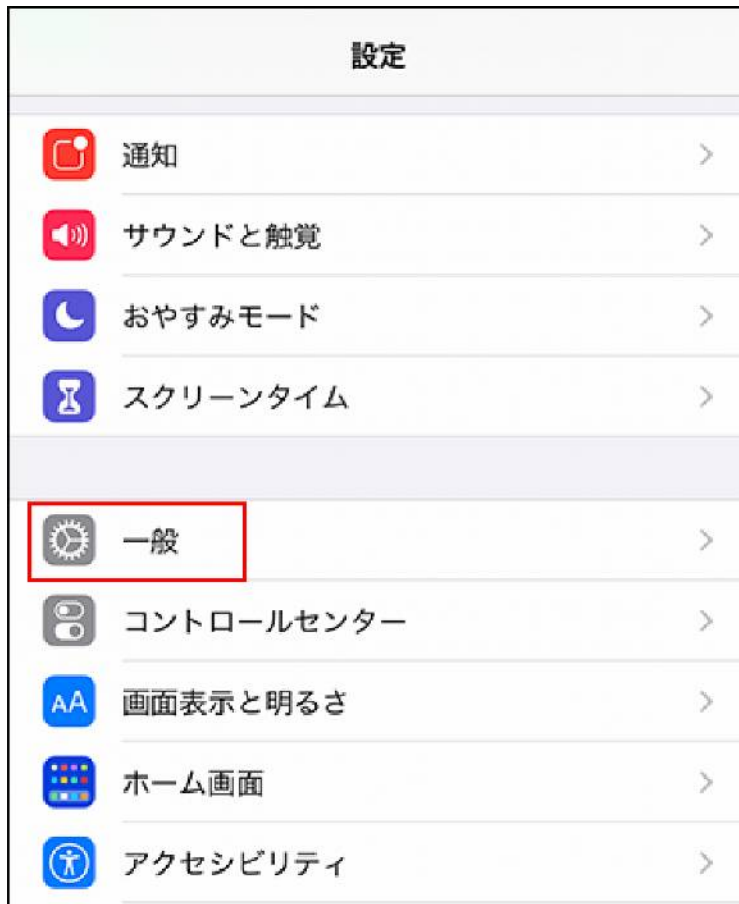 設定
通知
サウンドと触覚
おやすみモード
スクリーンタイム
一般
コントロールセンター
AA 画面表示と明るさ
ホーム画面
アクセシビリティ